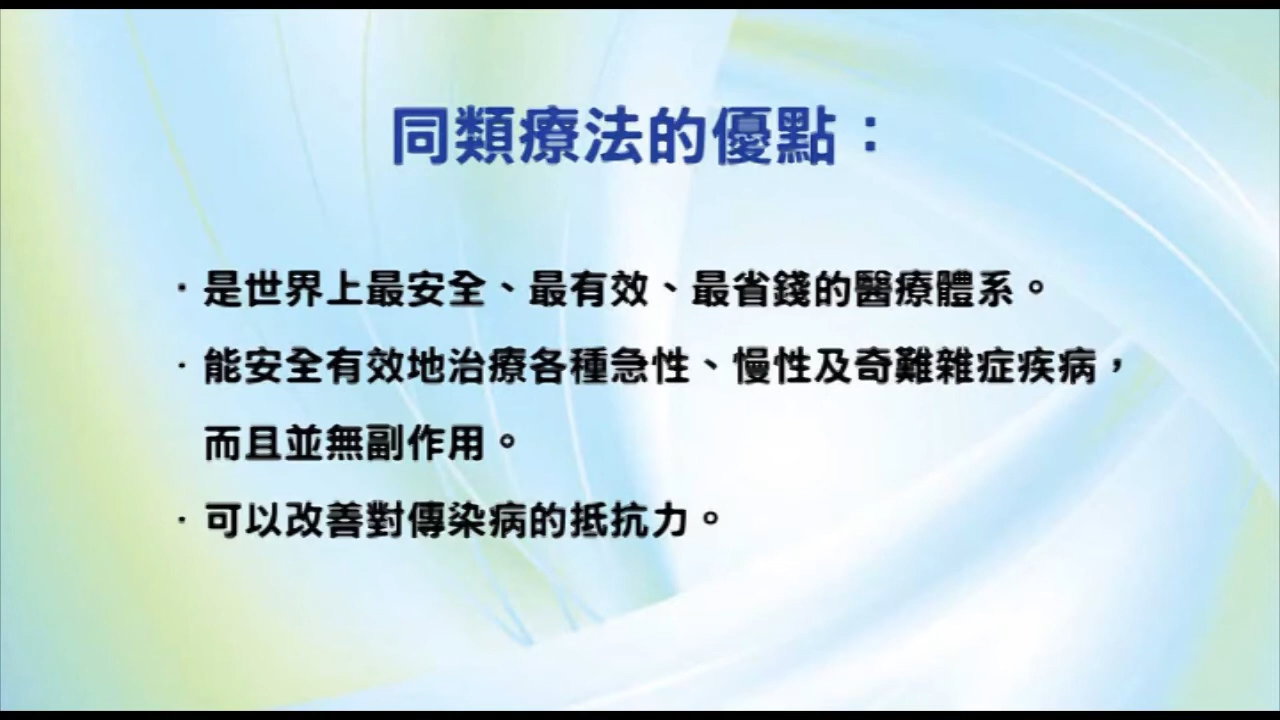 同類療法的優點：
·是世界上最安全、最有效、最省錢的醫療體系。
·能安全有效地治療各種急性、慢性及奇難雜症疾病，
而且並無副作用。
·可以改善對傳染病的抵抗力。